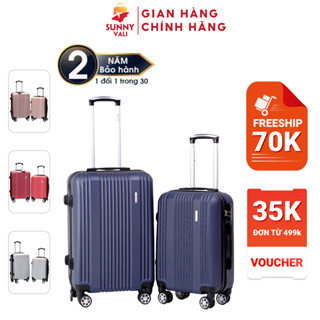 SUNNY
VALI
GIAN HÀNG
CHÍNH HÃNG
2 NĂM
Bảo hành
1 đổi 1 trong 30
FREESHIP
70K
35K
ĐƠN TỪ 499k
VOUCHER